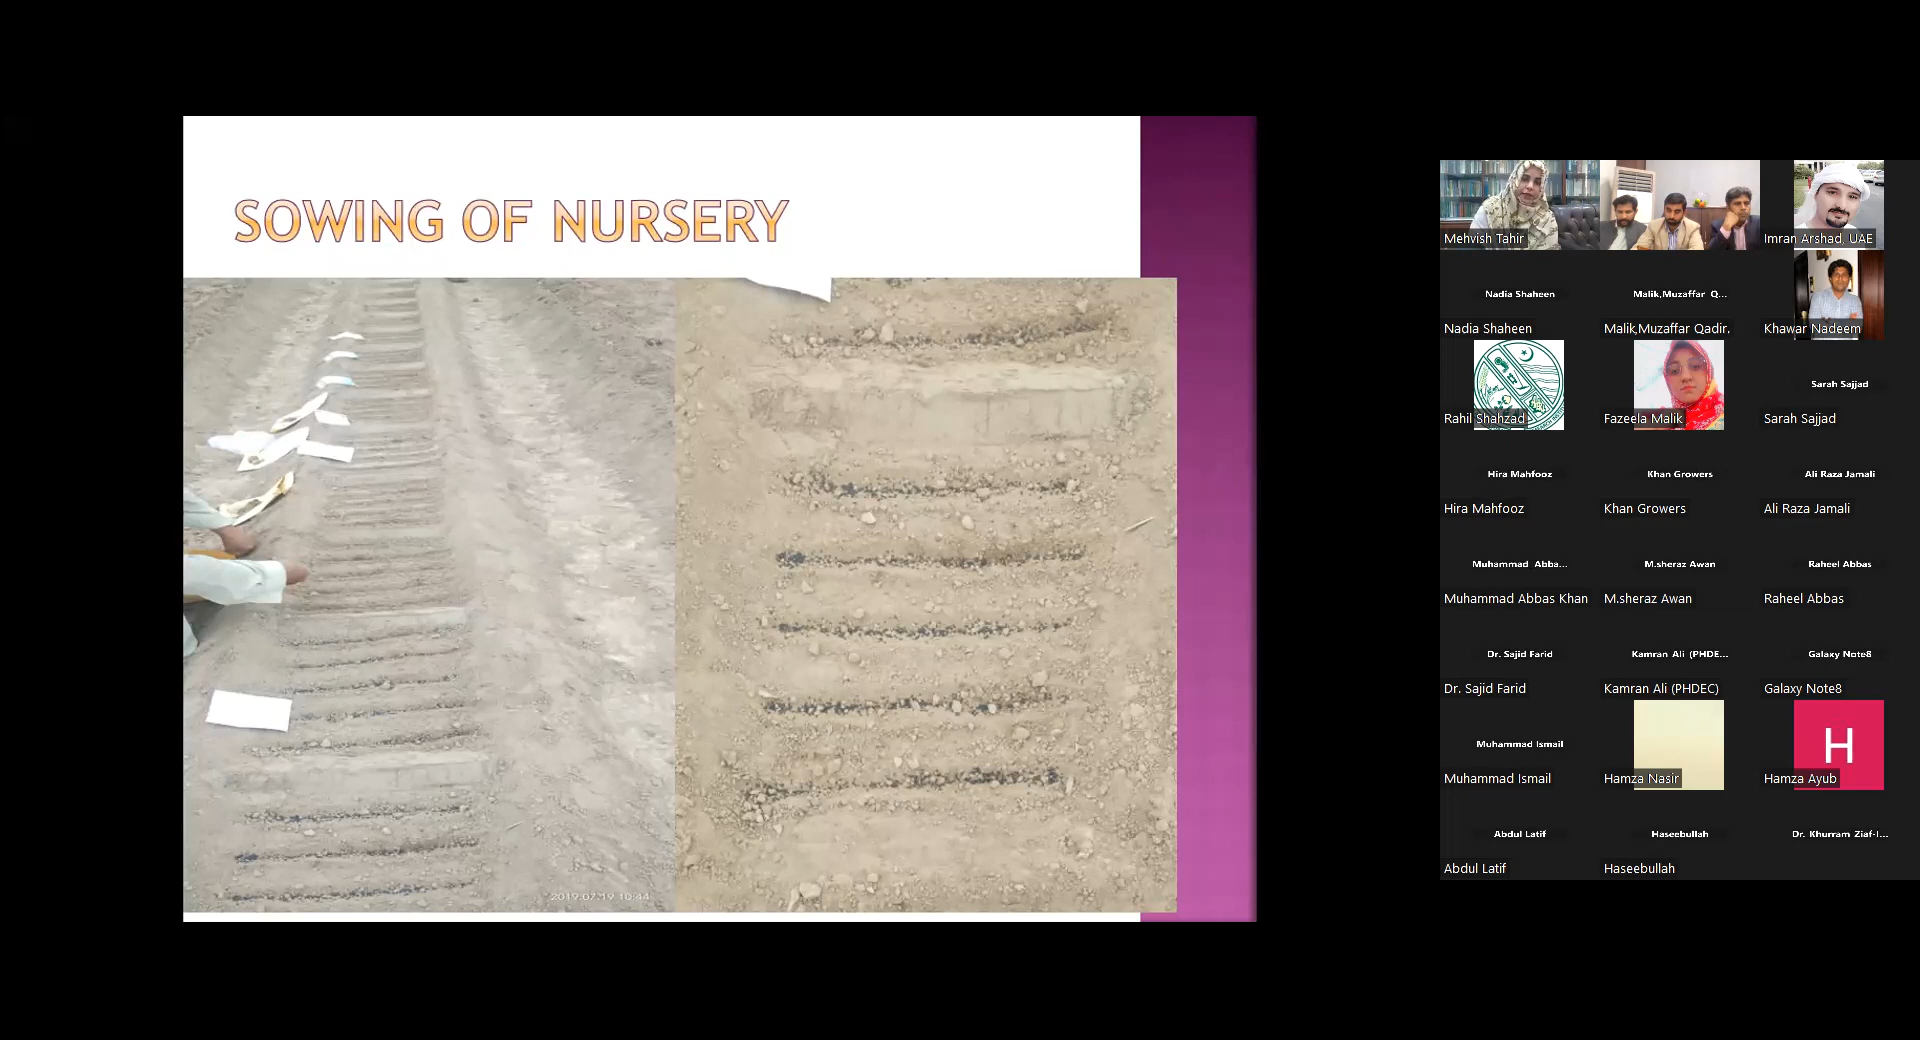 SOWING OF NURSERY
2019.07.19 10:44
Mehvish Tahir
Imran Arshad, UAE
Nadia Shaheen
Malik,Muzaffar Q...
Nadia Shaheen
Malik,Muzaffar Qadir.
Khawar Nadeem
Sarah Sajjad
Rahil Shahzad
Fazeela Malik
Sarah Sajjad
Hira Mahfooz
Khan Growers
Ali Raza Jamali
Hira Mahfooz
Khan Growers
Ali Raza Jamali
Muhammad Abba...
M.sheraz Awan
Raheel Abbas
Muhammad Abbas Khan
M.sheraz Awan
Raheel Abbas
Dr. Sajid Farid
Kamran Ali (PHDE...
Galaxy Note8
Dr. Sajid Farid
Kamran Ali (PHDEC)
Galaxy Note8
Muhammad Ismail
H
Muhammad Ismail
Hamza Nasir
Hamza Ayub
Abdul Latif
Haseebullah
Dr. Khurram Ziaf-I...
Abdul Latif
Haseebullah